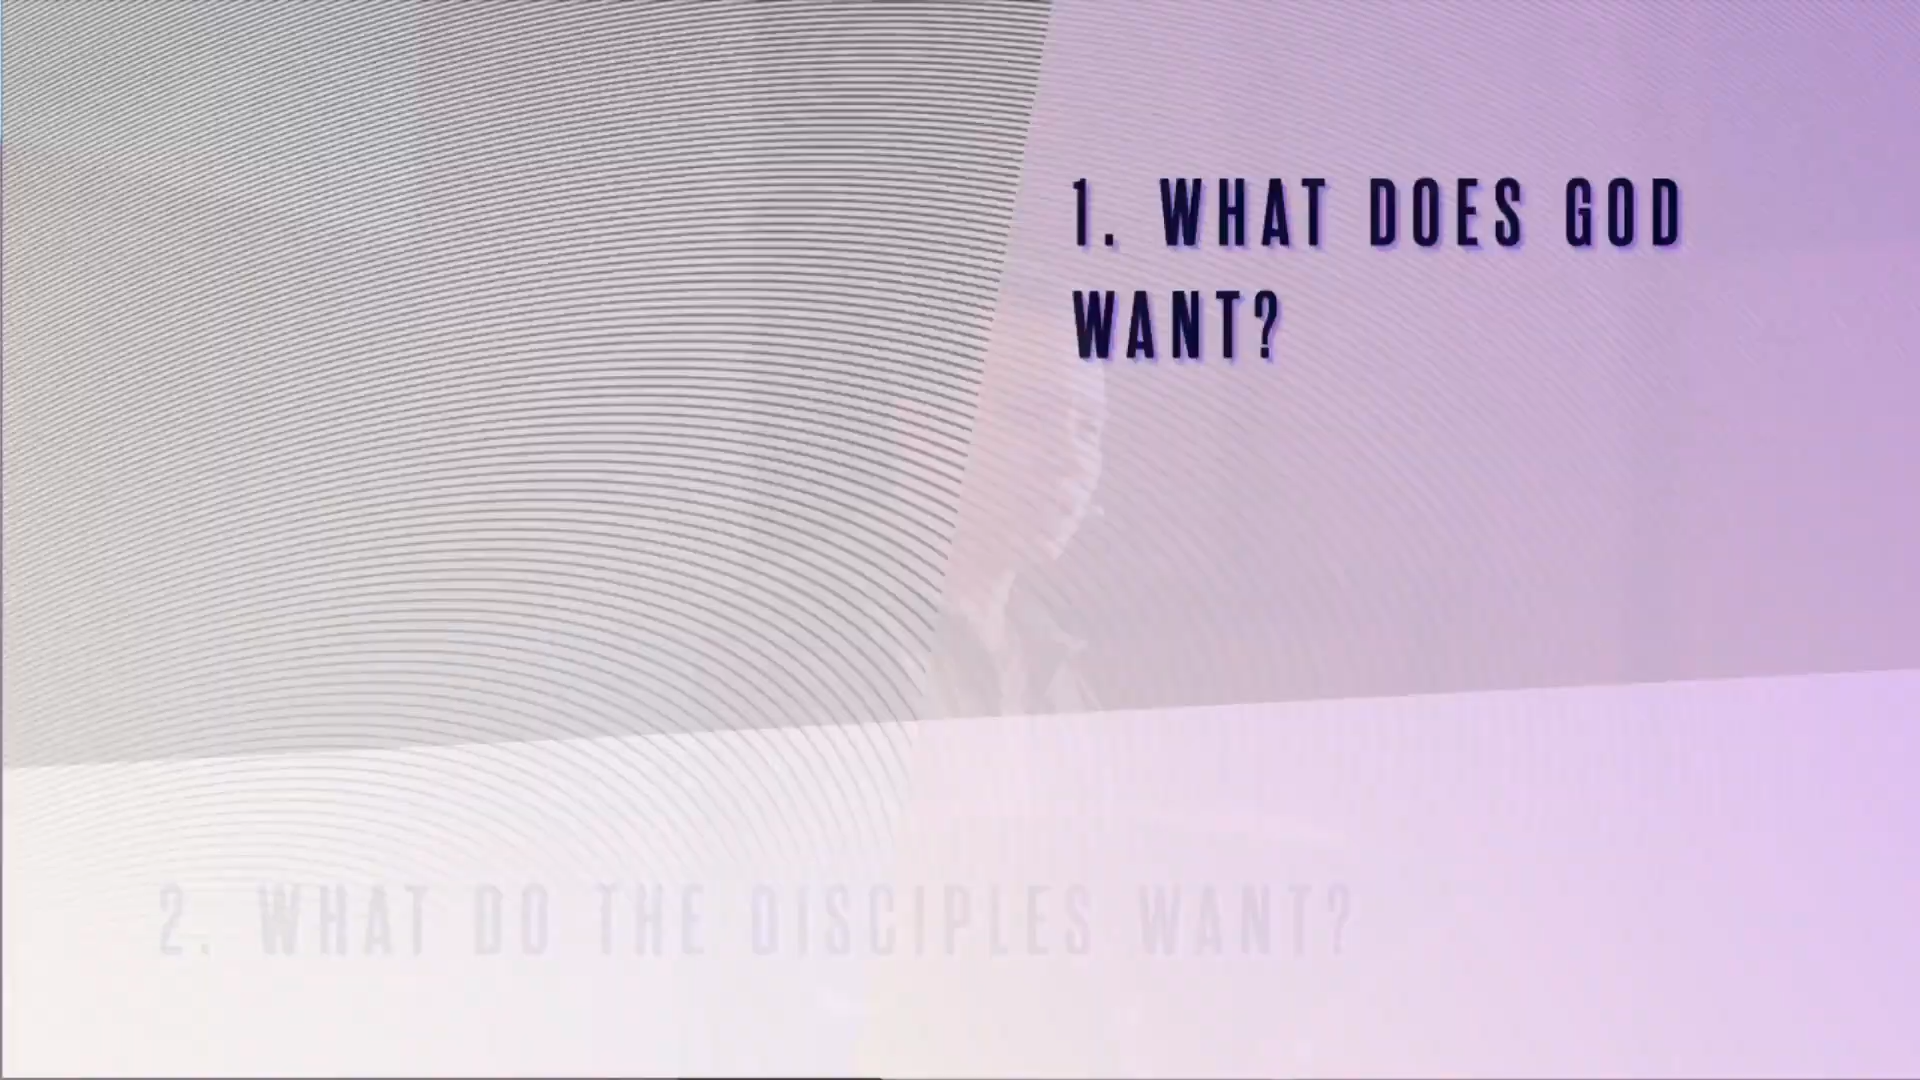 1. WHAT DOES GOD
WANT?
2. WHAT DO THE DISCIPLES WANT?